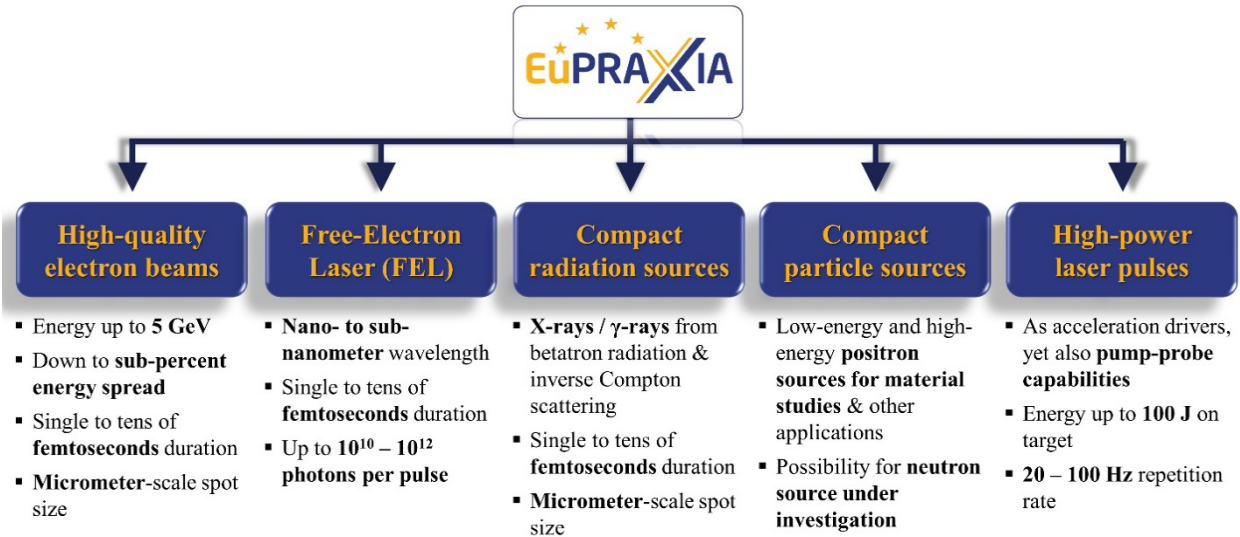 EuPRAXIA
High-quality
electron beams
▪ Energy up to 5 GeV
▪ Down to sub-percent
energy spread
▪ Single to tens of
femtoseconds duration
▪ Micrometer-scale spot
size
Free-Electron
Laser (FEL)
▪ Nano- to sub-
nanometer wavelength
▪ Single to tens of
femtoseconds duration
▪ Up to 10¹⁰ – 10¹²
photons per pulse
Compact
radiation sources
▪ X-rays / γ-rays from
betatron radiation &
inverse Compton
scattering
▪ Single to tens of
femtoseconds duration
▪ Micrometer-scale spot
size
Compact
particle sources
▪ Low-energy and high-
energy positron
sources for material
studies & other
applications
▪ Possibility for neutron
source under
investigation
High-power
laser pulses
▪ As acceleration drivers,
yet also pump-probe
capabilities
▪ Energy up to 100 J on
target
▪ 20 – 100 Hz repetition
rate